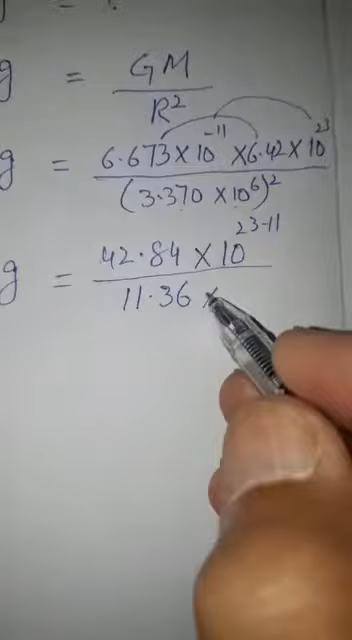 g = GM / R²
g = 6.673 × 10⁻¹¹ × 6.42 × 10²³ / (3.370 × 10⁶)²
g = 42.84 × 10²³⁻¹¹ / 11.36 ×